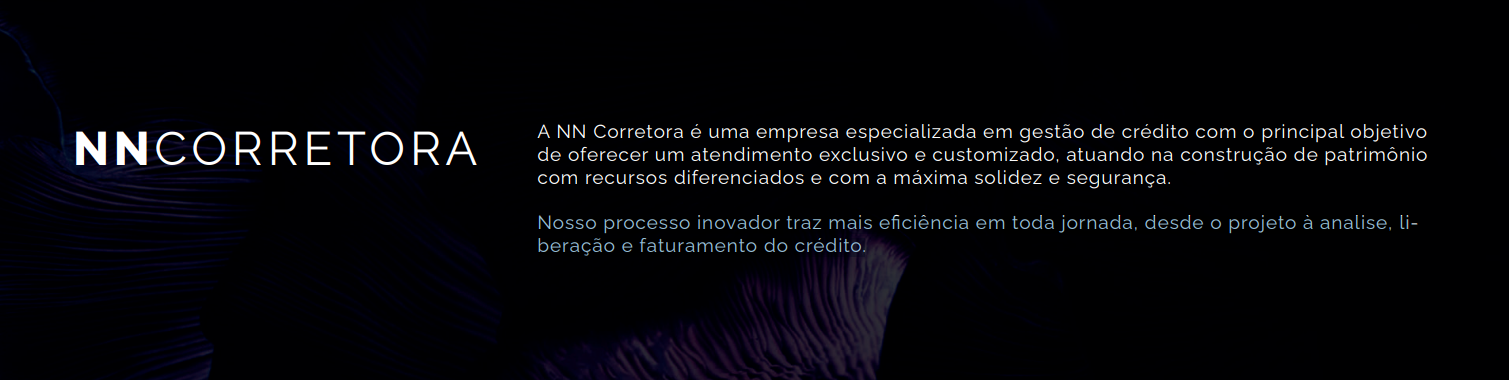 NNCORRETORA
A NN Corretora é uma empresa especializada em gestão de crédito com o principal objetivo
de oferecer um atendimento exclusivo e customizado, atuando na construção de patrimônio
com recursos diferenciados e com a máxima solidez e segurança.
Nosso processo inovador traz mais eficiência em toda jornada, desde o projeto à analise, li-
beração e faturamento do crédito.